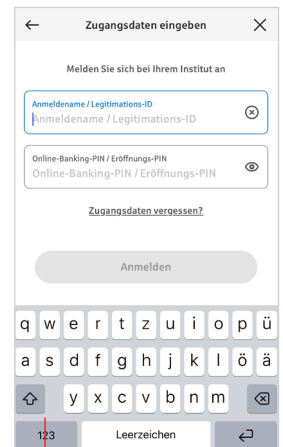 Zugangsdaten eingeben
Melden Sie sich bei Ihrem Institut an
Anmeldename / Legitimations-ID
Anmeldename / Legitimations-ID
Online-Banking-PIN / Eröffnungs-PIN
Online-Banking-PIN / Eröffnungs-PIN
Zugangsdaten vergessen?
Anmelden
q w e r t z u i o p ü
a s d f g h j k l ö ä
y x c v b n m
123 Leerzeichen